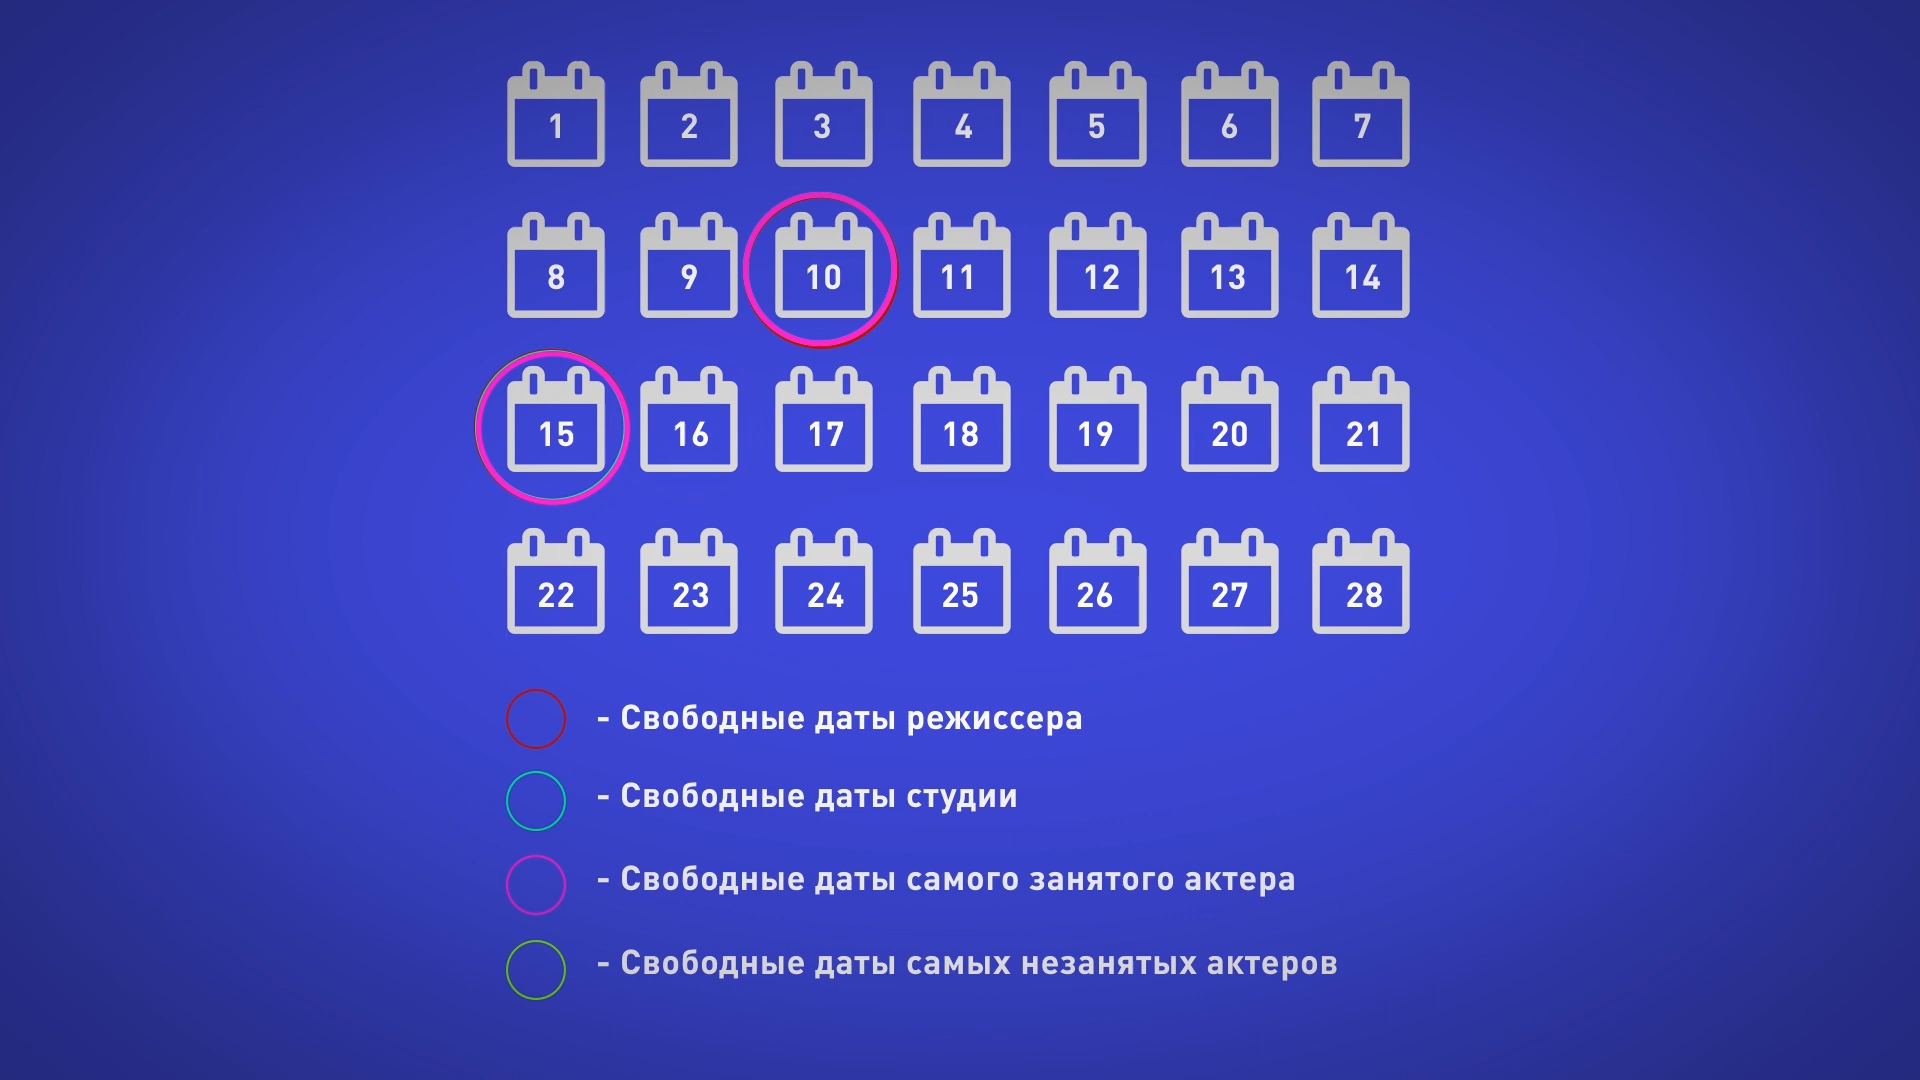 1 2 3 4 5 6 7
8 9 10 11 12 13 14
15 16 17 18 19 20 21
22 23 24 25 26 27 28
- Свободные даты режиссера
- Свободные даты студии
- Свободные даты самого занятого актера
- Свободные даты самых незанятых актеров